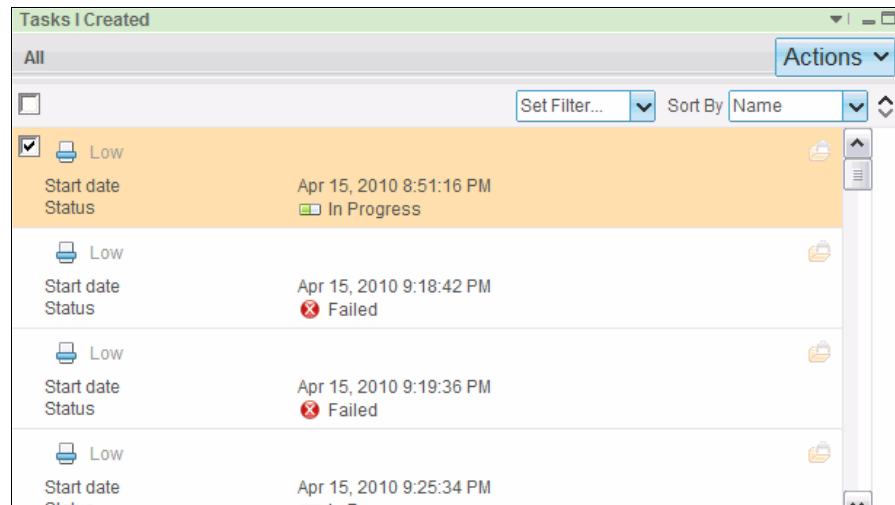 Tasks I Created
All Actions
Set Filter... Sort By Name
Low
Start date Apr 15, 2010 8:51:16 PM
Status In Progress
Low
Start date Apr 15, 2010 9:18:42 PM
Status Failed
Low
Start date Apr 15, 2010 9:19:36 PM
Status Failed
Low
Start date Apr 15, 2010 9:25:34 PM